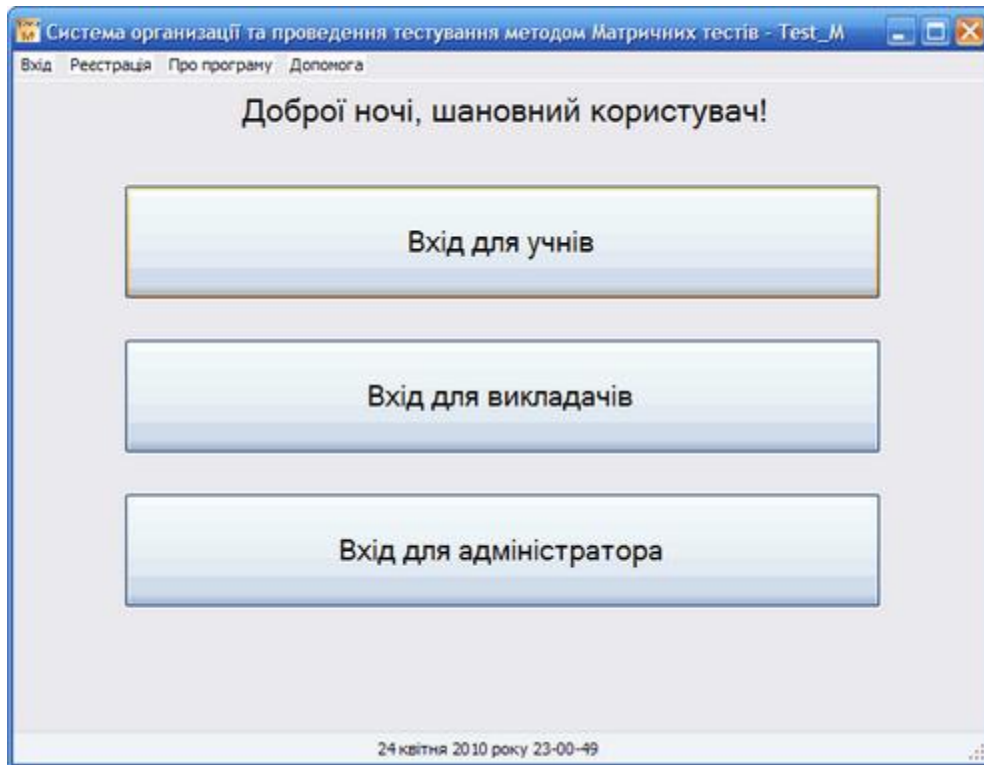 Система организації та проведення тестування методом Матричних тестів - Test_M
Вхід Реєстрація Про програму Допомога
Доброї ночі, шановний користувач!
Вхід для учнів
Вхід для викладачів
Вхід для адміністратора
24 квітня 2010 року 23-00-49